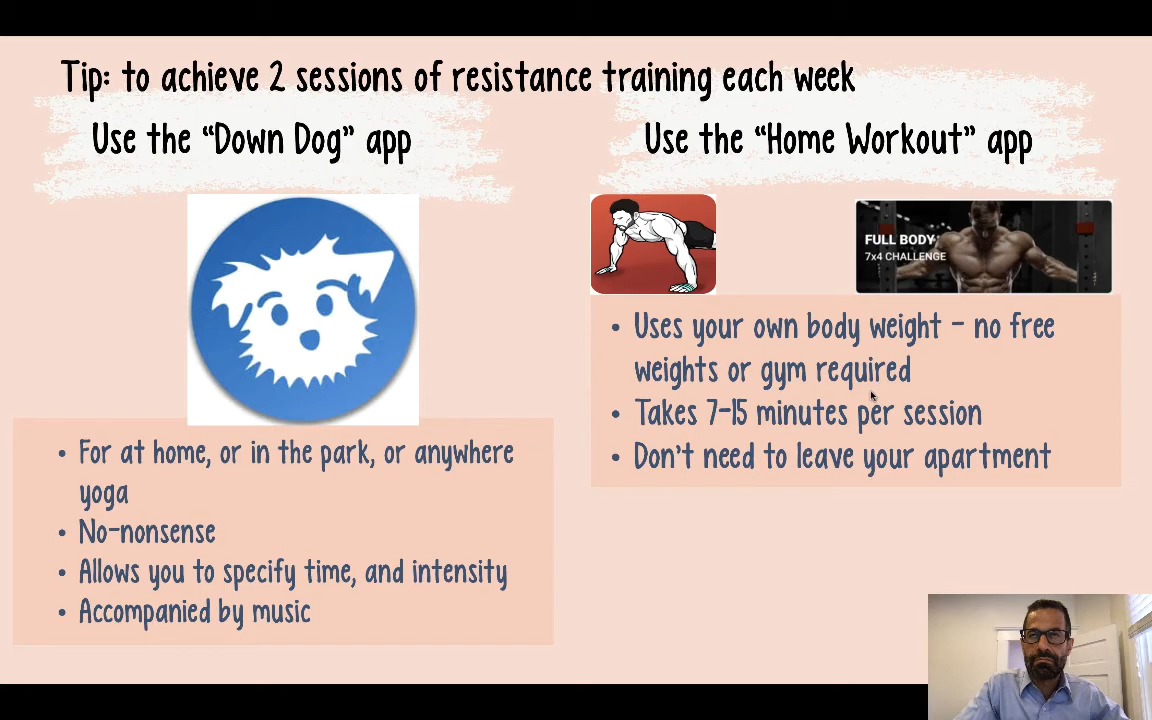 Tip: to achieve 2 sessions of resistance training each week
Use the “Down Dog” app
• For at home, or in the park, or anywhere
yoga
• No-nonsense
• Allows you to specify time, and intensity
• Accompanied by music
Use the “Home Workout” app
FULL BODY
7x4 CHALLENGE
• Uses your own body weight – no free
weights or gym required
• Takes 7-15 minutes per session
• Don’t need to leave your apartment